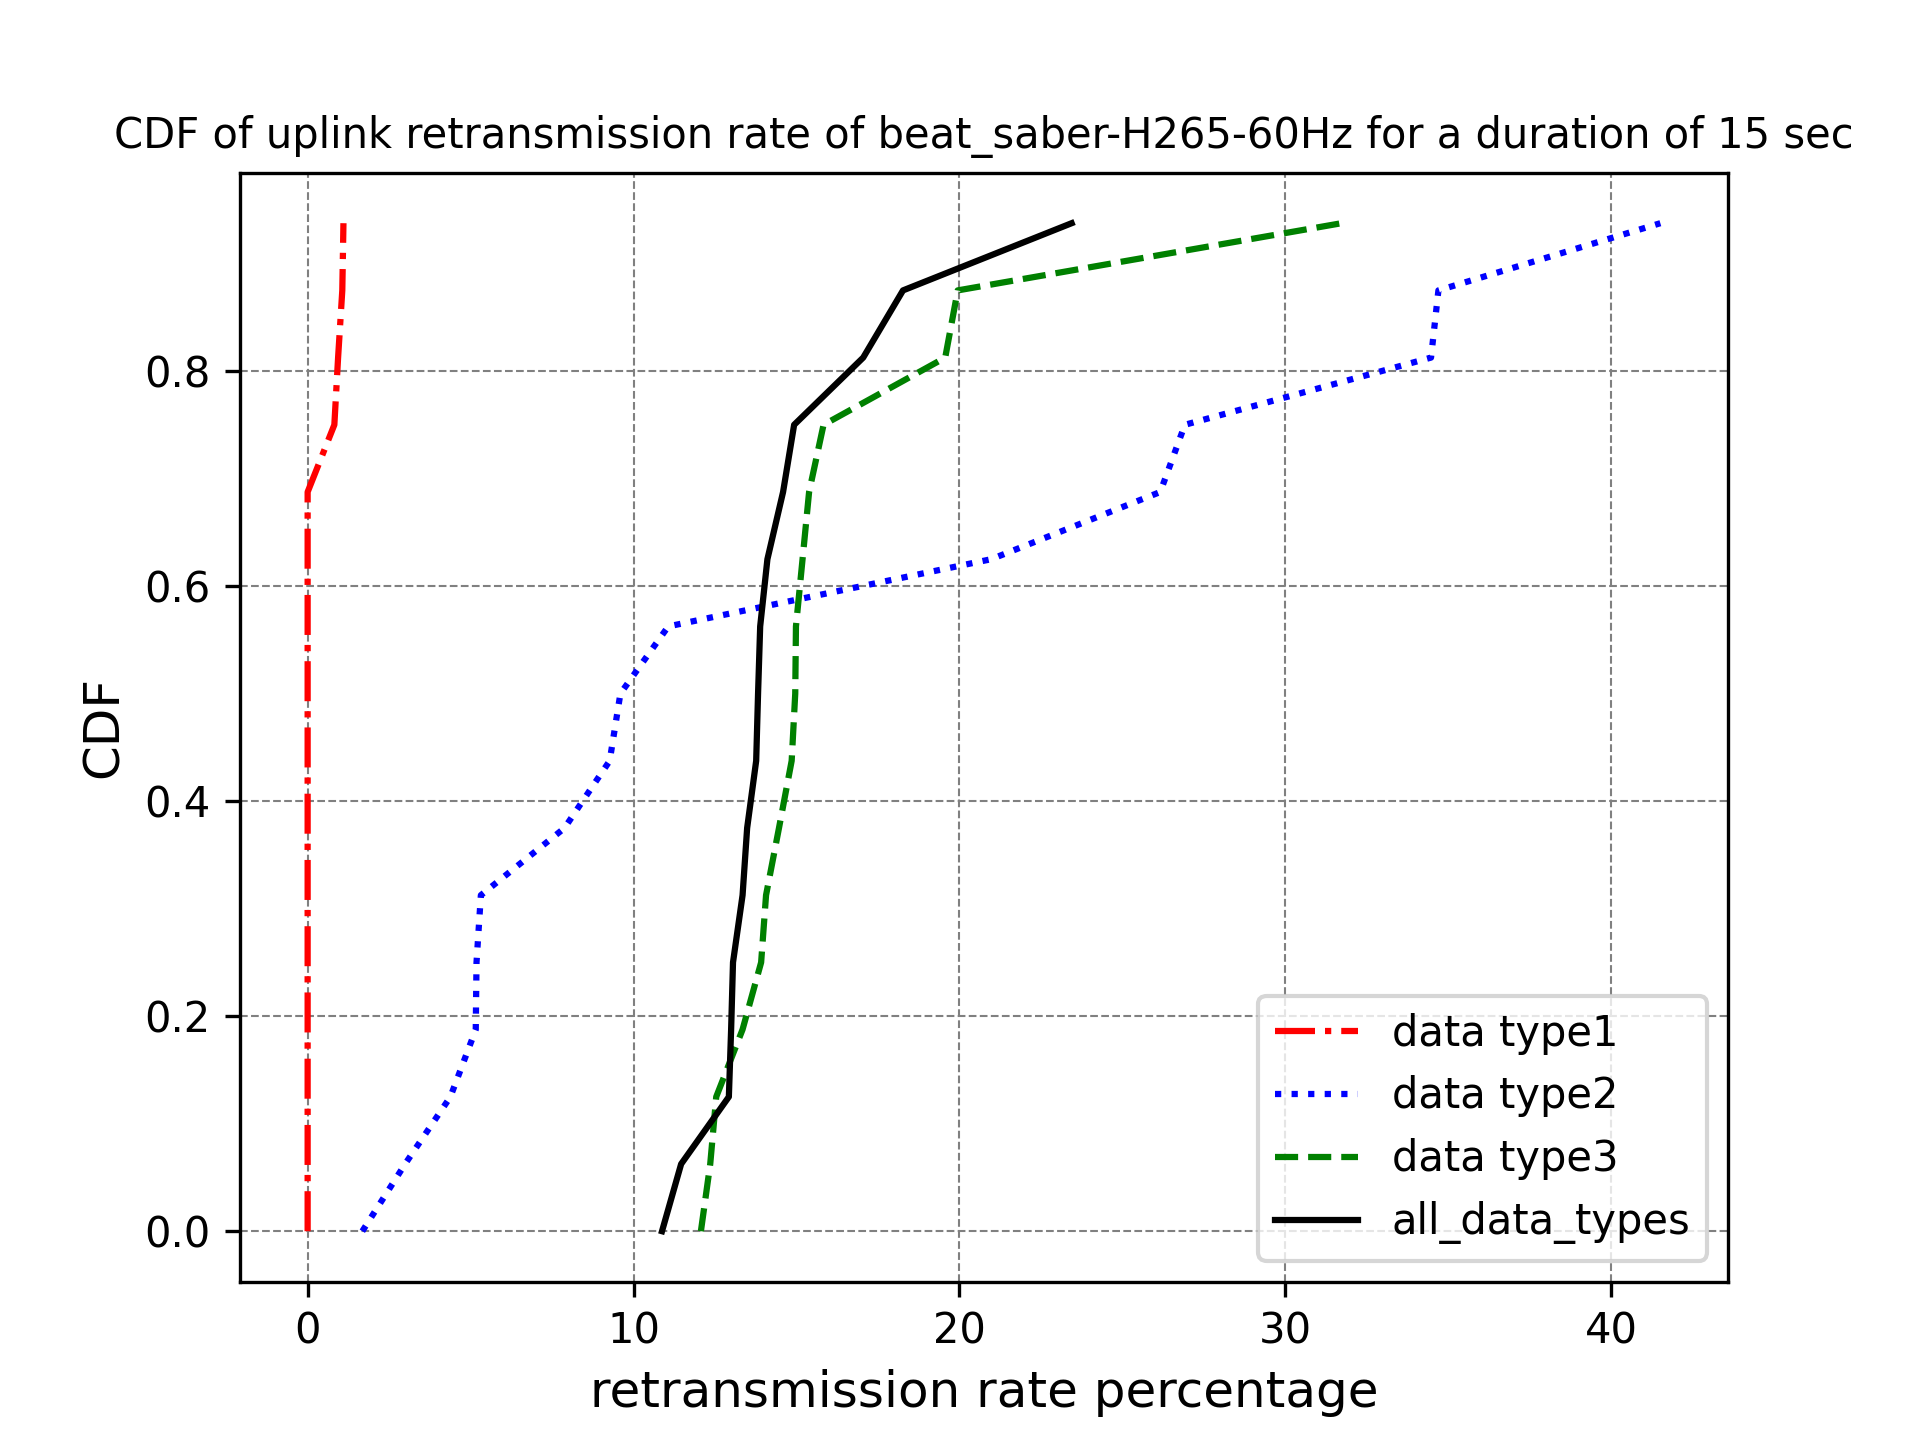 CDF of uplink retransmission rate of beat_saber-H265-60Hz for a duration of 15 sec
CDF
0.8
0.6
0.4
0.2
0.0
0 10 20 30 40
retransmission rate percentage
data type1
data type2
data type3
all_data_types